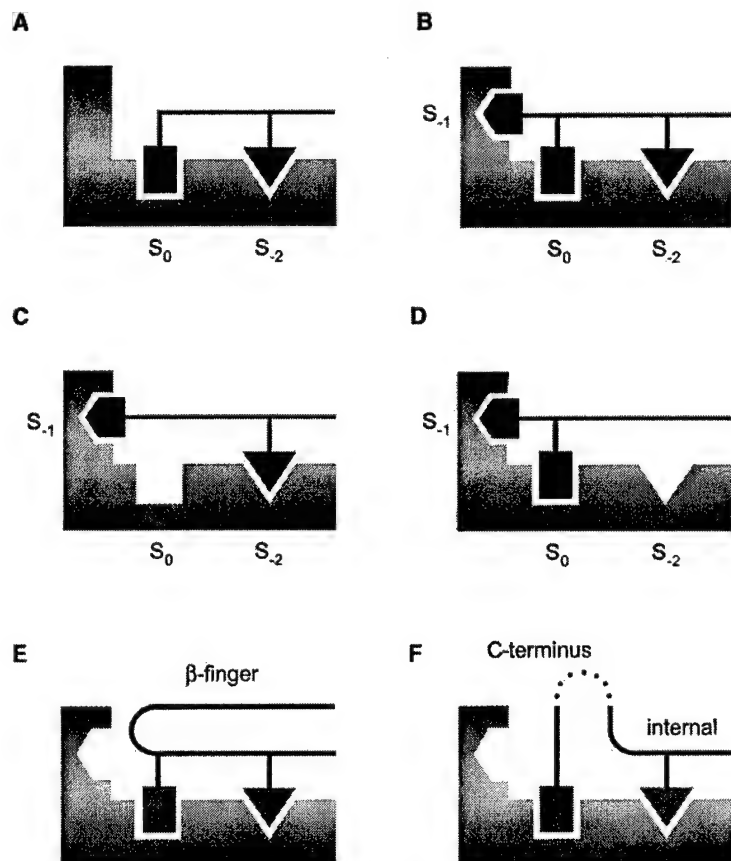 A
B
S-1
S0 S-2
S0 S-2
C
D
S-1
S-1
S0 S-2
S0 S-2
E
F
β-finger
C-terminus
internal